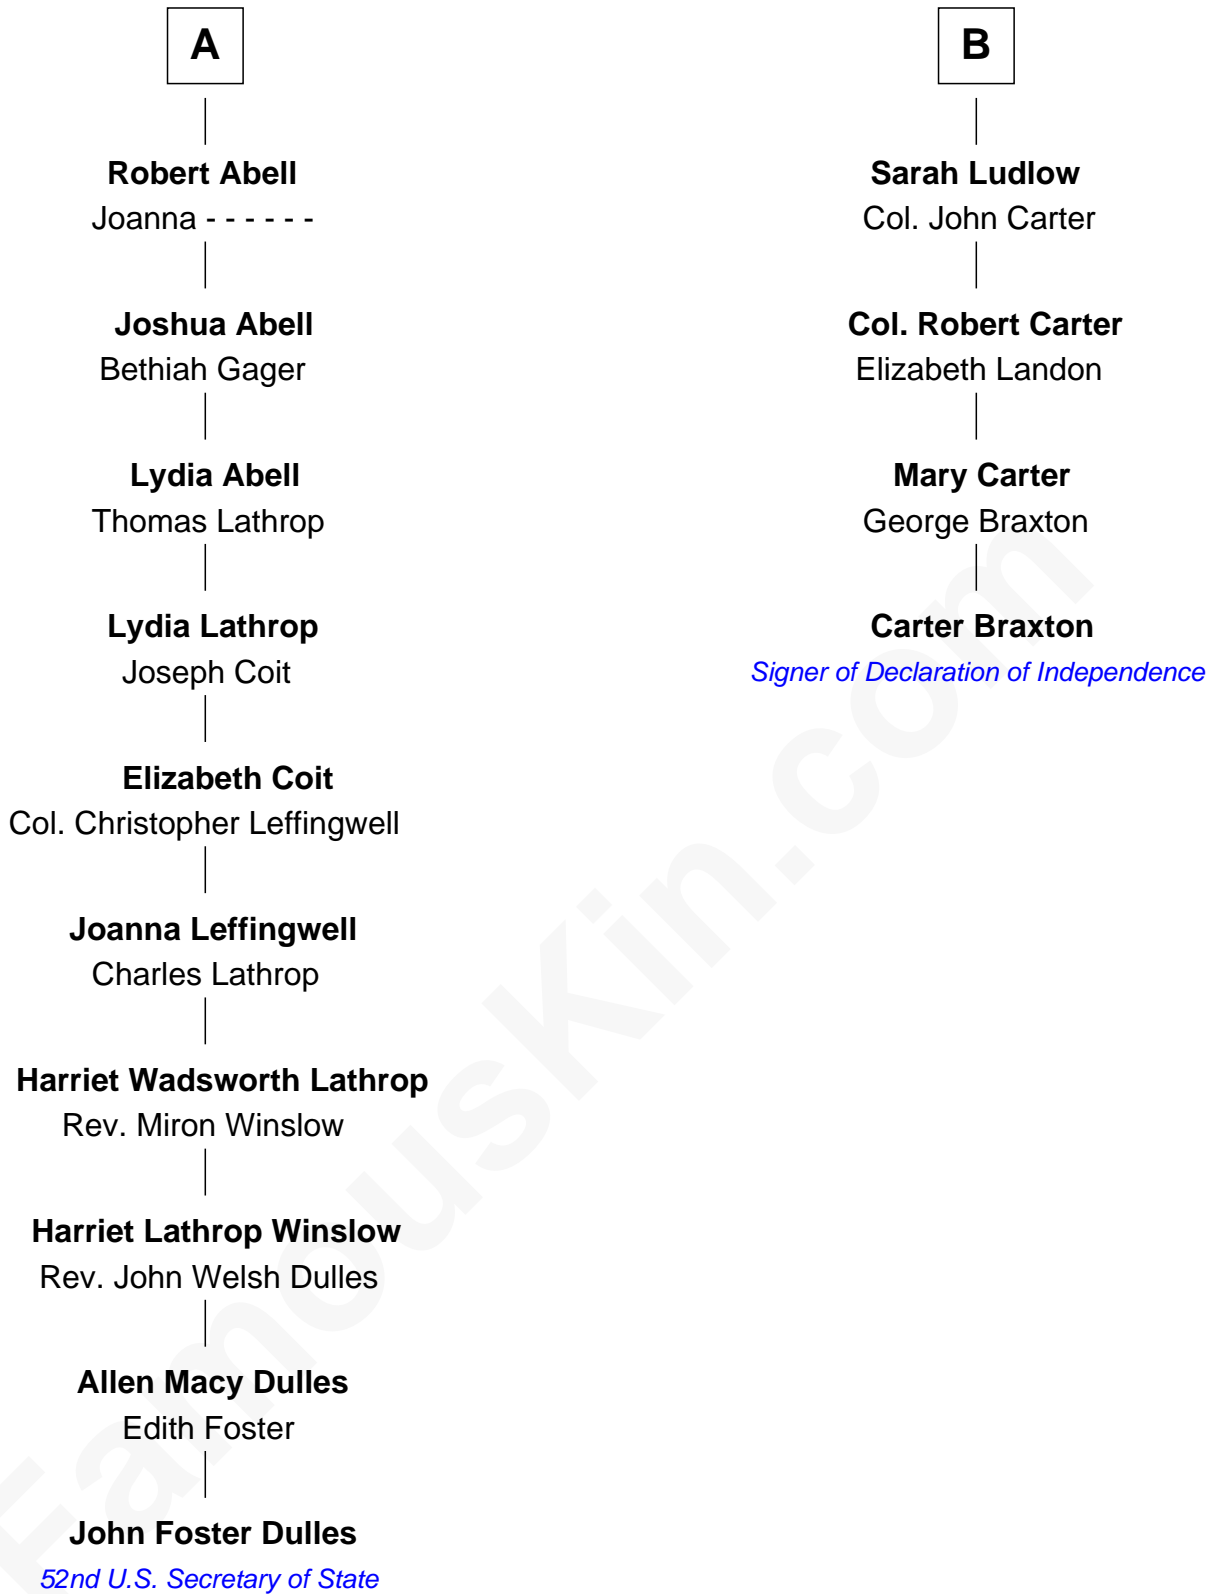 A
Robert Abell
Joanna - - - - - -
Joshua Abell
Bethiah Gager
Lydia Abell
Thomas Lathrop
Lydia Lathrop
Joseph Coit
Elizabeth Coit
Col. Christopher Leffingwell
Joanna Leffingwell
Charles Lathrop
Harriet Wadsworth Lathrop
Rev. Miron Winslow
Harriet Lathrop Winslow
Rev. John Welsh Dulles
Allen Macy Dulles
Edith Foster
John Foster Dulles
52nd U.S. Secretary of State
B
Sarah Ludlow
Col. John Carter
Col. Robert Carter
Elizabeth Landon
Mary Carter
George Braxton
Carter Braxton
Signer of Declaration of Independence
FamousKin.com